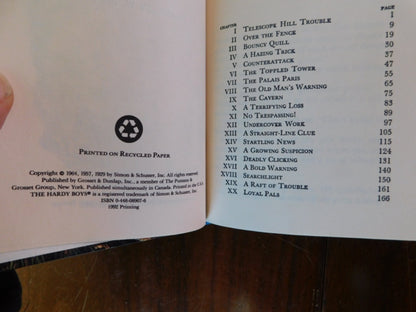 PRINTED ON RECYCLED PAPER
Copyright © 1964, 1957, 1929 by Simon & Schuster, Inc. All rights reserved.
Published by Grosset & Dunlap, Inc., a member of The Putnam &
Grosset Group, New York. Published simultaneously in Canada. Printed in the U.S.A.
THE HARDY BOYS® is a registered trademark of Simon & Schuster, Inc.
ISBN 0-448-08907-6
1992 Printing
CHAPTER PAGE
I TELESCOPE HILL TROUBLE 1
II OVER THE FENCE 9
III BOUNCY QUILL 19
IV A HAZING TRICK 30
V COUNTERATTACK 37
VI THE TOPPLED TOWER 45
VII THE PALAIS PARIS 57
VIII THE OLD MAN'S WARNING 65
IX THE CAVERN 75
X A TERRIFYING LOSS 83
XI NO TRESPASSING! 89
XII UNDERCOVER WORK 97
XIII A STRAIGHT-LINE CLUE 105
XIV STARTLING NEWS 115
XV A GROWING SUSPICION 124
XVI DEADLY CLICKING 131
XVII A BOLD WARNING
XVIII SEARCHLIGHT 150
XIX A RAFT OF TROUBLE 161
XX LOYAL PALS 166